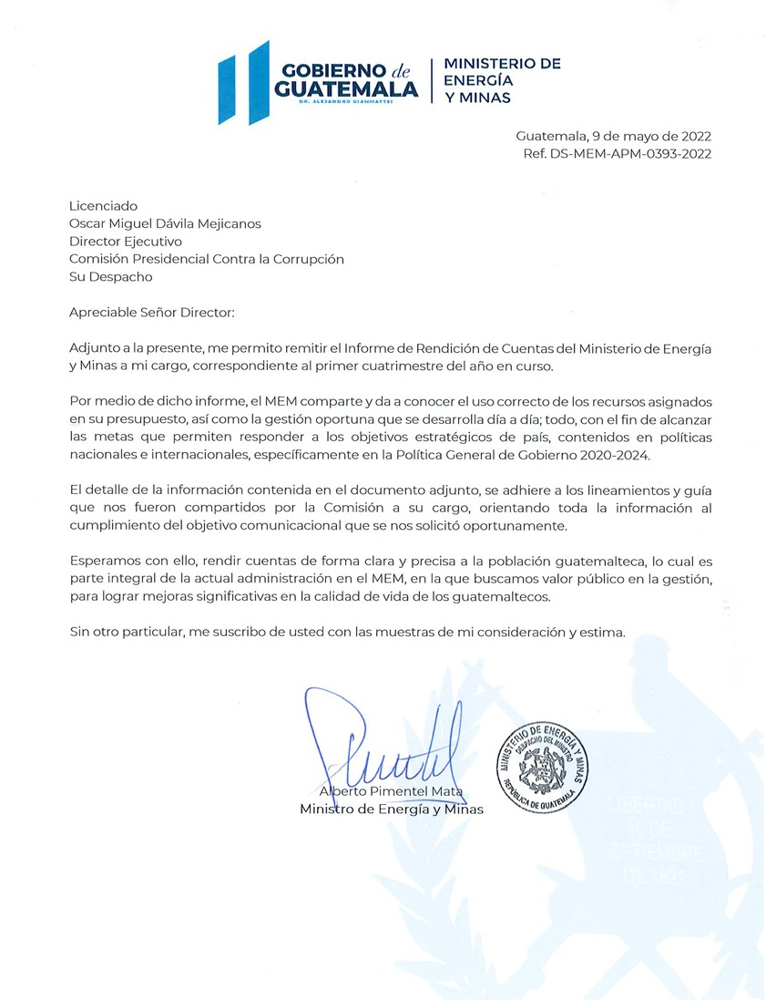 GOBIERNO de
GUATEMALA
DR. ALEJANDRO GIAMMATTEI
MINISTERIO DE
ENERGÍA
Y MINAS
Guatemala, 9 de mayo de 2022
Ref. DS-MEM-APM-0393-2022
Licenciado
Oscar Miguel Dávila Mejicanos
Director Ejecutivo
Comisión Presidencial Contra la Corrupción
Su Despacho
Apreciable Señor Director:
Adjunto a la presente, me permito remitir el Informe de Rendición de Cuentas del Ministerio de Energía
y Minas a mi cargo, correspondiente al primer cuatrimestre del año en curso.
Por medio de dicho informe, el MEM comparte y da a conocer el uso correcto de los recursos asignados
en su presupuesto, así como la gestión oportuna que se desarrolla día a día; todo, con el fin de alcanzar
las metas que permiten responder a los objetivos estratégicos de país, contenidos en políticas
nacionales e internacionales, específicamente en la Política General de Gobierno 2020-2024.
El detalle de la información contenida en el documento adjunto, se adhiere a los lineamientos y guía
que nos fueron compartidos por la Comisión a su cargo, orientando toda la información al
cumplimiento del objetivo comunicacional que se nos solicitó oportunamente.
Esperamos con ello, rendir cuentas de forma clara y precisa a la población guatemalteca, lo cual es
parte integral de la actual administración en el MEM, en la que buscamos valor público en la gestión,
para lograr mejoras significativas en la calidad de vida de los guatemaltecos.
Sin otro particular, me suscribo de usted con las muestras de mi consideración y estima.
Alberto Pimentel Mata
Ministro de Energía y Minas
MINISTERIO DE ENERGÍA Y MINAS
DESPACHO DEL MINISTRO
REPÚBLICA DE GUATEMALA
LIBERTAD
15 DE
SEPTIEMBRE
DE 1821